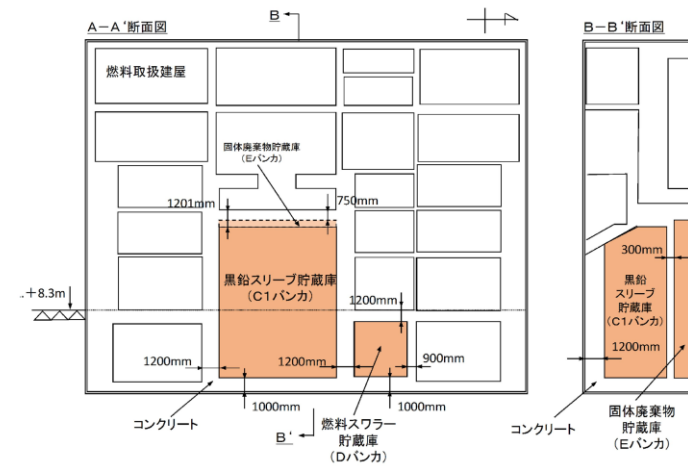 A－A'断面図
B
B－B'断面図
燃料取扱建屋
固体廃棄物貯蔵庫
(Eバンカ)
1201mm
750mm
黒鉛スリーブ貯蔵庫
(C1バンカ)
+8.3m
1200mm
1200mm
1200mm
900mm
1000mm
1000mm
コンクリート
B'
燃料スワラー
貯蔵庫
(Dバンカ)
300mm
黒鉛
スリーブ
貯蔵庫
(C1バンカ)
1200mm
コンクリート
固体廃棄物
貯蔵庫
(Eバンカ)